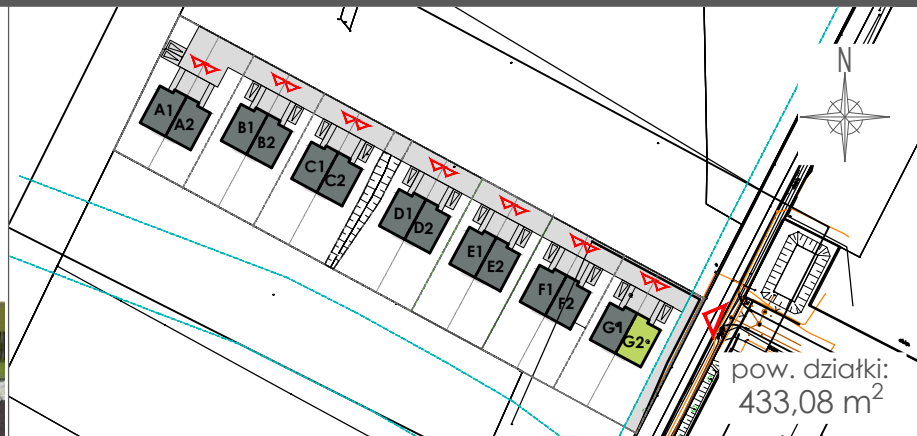 N
A1 A2
B1 B2
C1 C2
D1 D2
E1 E2
F1 F2
G1 G2
pow. działki:
433,08 m²